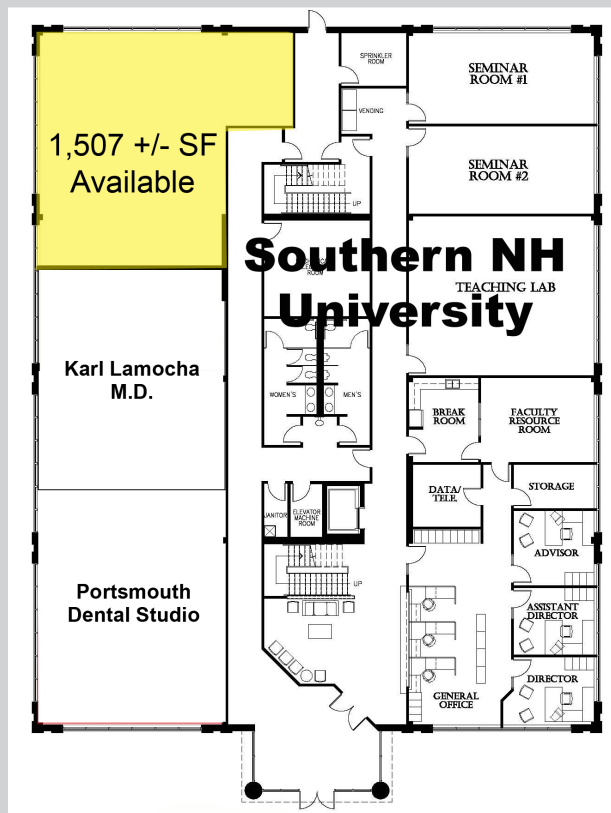 SPRINKLER
ROOM
SEMINAR
ROOM #1
VENDING
1,507 +/- SF
Available
SEMINAR
ROOM #2
UP
Southern NH
University
ROOM
TEACHING LAB
Karl Lamocha
M.D.
WOMEN'S
MEN'S
BREAK
ROOM
FACULTY
RESOURCE
ROOM
DATA/
TELE.
STORAGE
JANITOR
ELEVATOR
MACHINE
ROOM
ADVISOR
UP
Portsmouth
Dental Studio
ASSISTANT
DIRECTOR
DIRECTOR
GENERAL
OFFICE